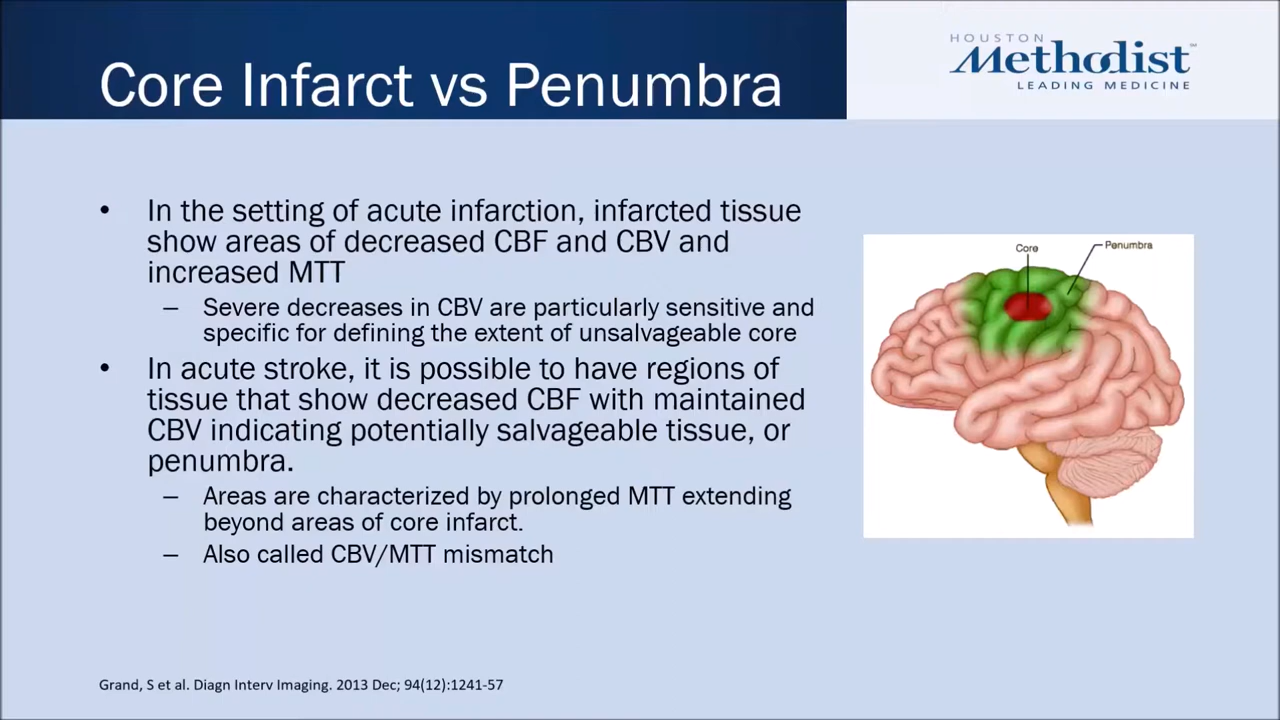 Core Infarct vs Penumbra
HOUSTON
Methodist℠
LEADING MEDICINE
• In the setting of acute infarction, infarcted tissue
show areas of decreased CBF and CBV and
increased MTT
– Severe decreases in CBV are particularly sensitive and
specific for defining the extent of unsalvageable core
• In acute stroke, it is possible to have regions of
tissue that show decreased CBF with maintained
CBV indicating potentially salvageable tissue, or
penumbra.
– Areas are characterized by prolonged MTT extending
beyond areas of core infarct.
– Also called CBV/MTT mismatch
Core
Penumbra
Grand, S et al. Diagn Interv Imaging. 2013 Dec; 94(12):1241-57